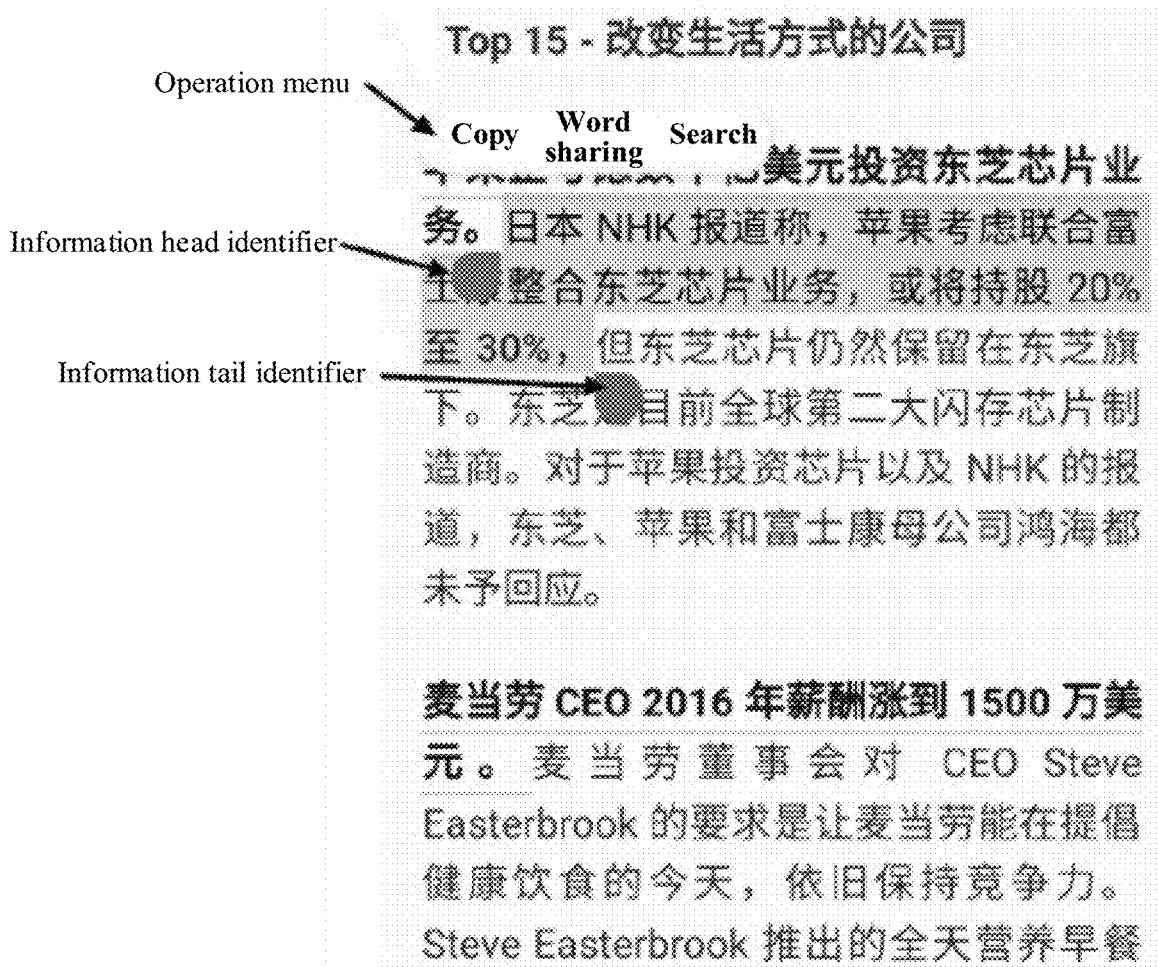 Top 15 - 改变生活方式的公司
Operation menu
Copy Word sharing Search
美元投资东芝芯片业
务。日本 NHK 报道称，苹果考虑联合富
Information head identifier
整合东芝芯片业务，或将持股 20%
至 30%，但东芝芯片仍然保留在东芝旗
Information tail identifier
下。东芝 目前全球第二大闪存芯片制
造商。对于苹果投资芯片以及 NHK 的报
道，东芝、苹果和富士康母公司鸿海都
未予回应。
麦当劳 CEO 2016 年薪酬涨到 1500 万美
元。麦当劳董事会对 CEO Steve
Easterbrook 的要求是让麦当劳能在提倡
健康饮食的今天，依旧保持竞争力。
Steve Easterbrook 推出的全天营养早餐